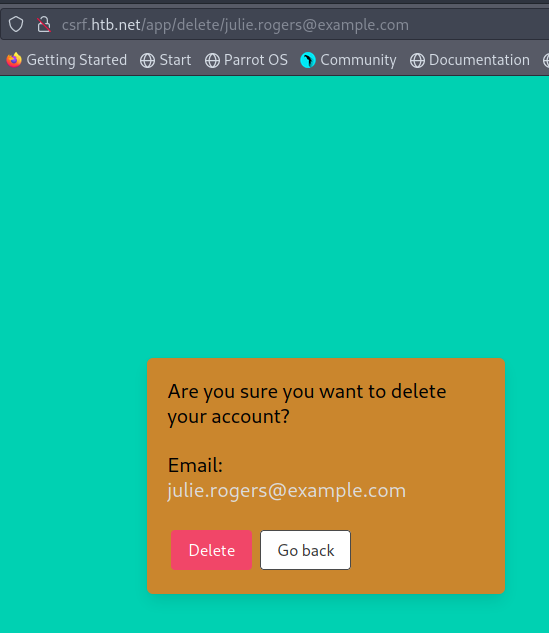 csrf.htb.net/app/delete/julie.rogers@example.com
Getting Started Start Parrot OS Community Documentation
Are you sure you want to delete
your account?
Email:
julie.rogers@example.com
Delete Go back